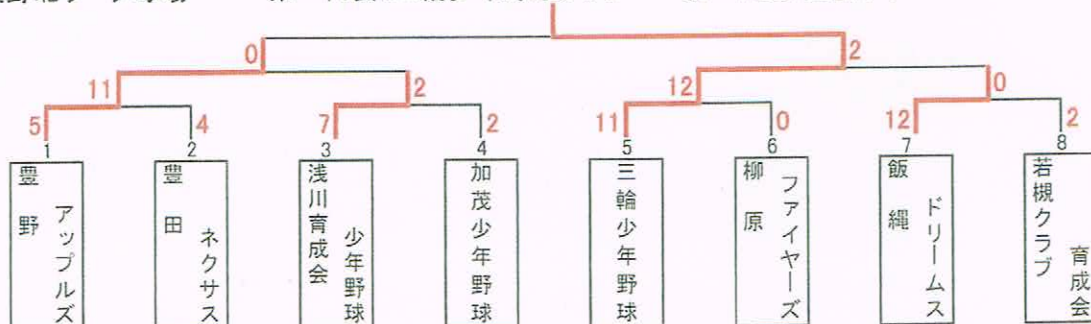 0
2
11
2
12
0
5
4
7
2
11
0
12
2
1
2
3
4
5
6
7
8
豊野
アップルズ
豊田
ネクサス
浅川育成会
少年野球
加茂少年野球
三輪少年野球
柳原
ファイヤーズ
飯縄
ドリームス
若槻クラブ
育成会